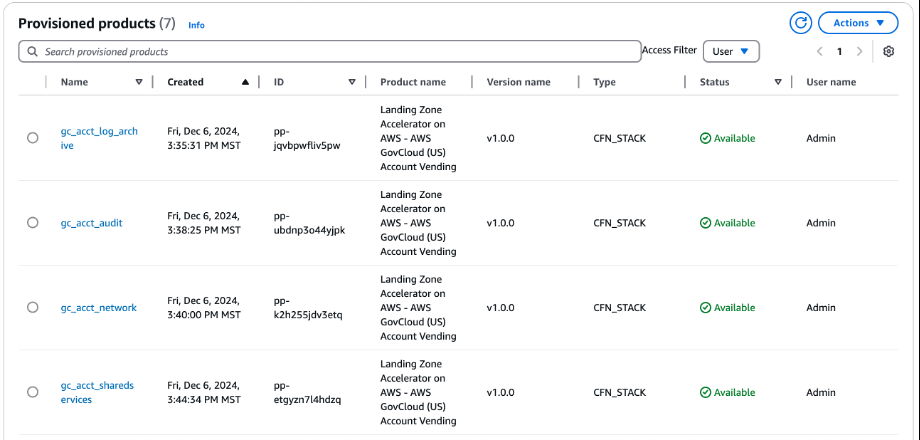 Provisioned products (7) Info
Actions
Search provisioned products
Access Filter
User
1
Name Created ID Product name Version name Type Status User name
gc_acct_log_arch
ive
Fri, Dec 6, 2024,
3:35:31 PM MST
pp-
jqvbpwfliv5pw
Landing Zone
Accelerator on
AWS - AWS
GovCloud (US)
Account Vending
v1.0.0
CFN_STACK
Available
Admin
gc_acct_audit
Fri, Dec 6, 2024,
3:38:25 PM MST
pp-
ubdnp3o44yjpk
Landing Zone
Accelerator on
AWS - AWS
GovCloud (US)
Account Vending
v1.0.0
CFN_STACK
Available
Admin
gc_acct_network
Fri, Dec 6, 2024,
3:40:00 PM MST
pp-
k2h255jdv3etq
Landing Zone
Accelerator on
AWS - AWS
GovCloud (US)
Account Vending
v1.0.0
CFN_STACK
Available
Admin
gc_acct_shareds
ervices
Fri, Dec 6, 2024,
3:44:34 PM MST
pp-
etgyzn7l4hdzq
Landing Zone
Accelerator on
AWS - AWS
GovCloud (US)
Account Vending
v1.0.0
CFN_STACK
Available
Admin